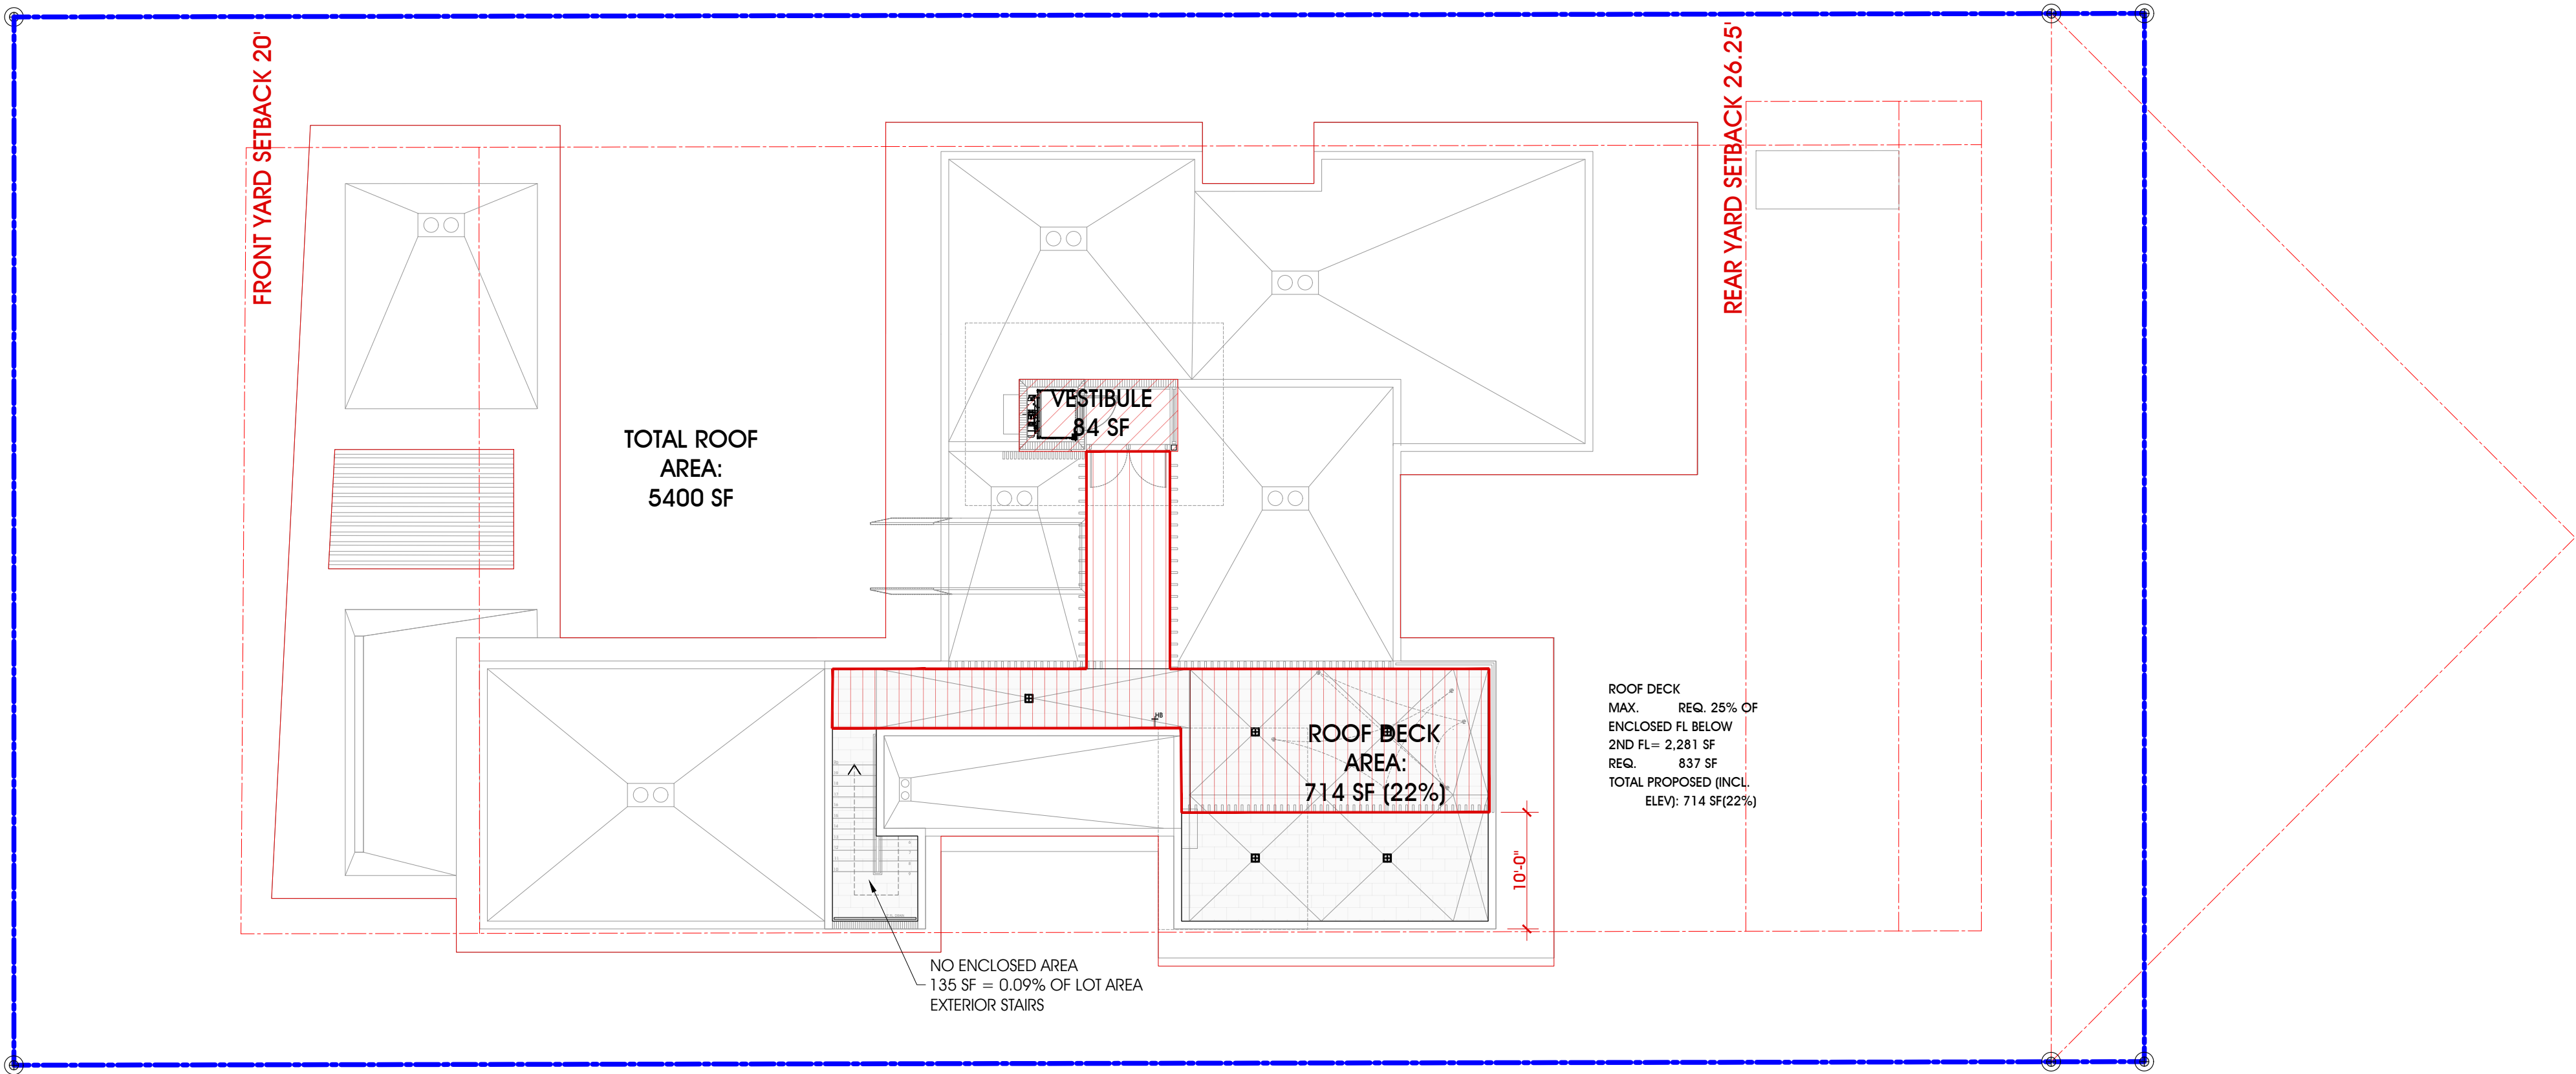 FRONT YARD SETBACK 20'
REAR YARD SETBACK 26.25'
VESTIBULE
84 SF
TOTAL ROOF
AREA:
5400 SF
ROOF DECK
AREA:
714 SF (22%)
HB
ROOF DECK
MAX. REQ. 25% OF
ENCLOSED FL BELOW
2ND FL= 2,281 SF
REQ. 837 SF
TOTAL PROPOSED (INCL.
ELEV): 714 SF(22%)
10'-0"
NO ENCLOSED AREA
135 SF = 0.09% OF LOT AREA
EXTERIOR STAIRS